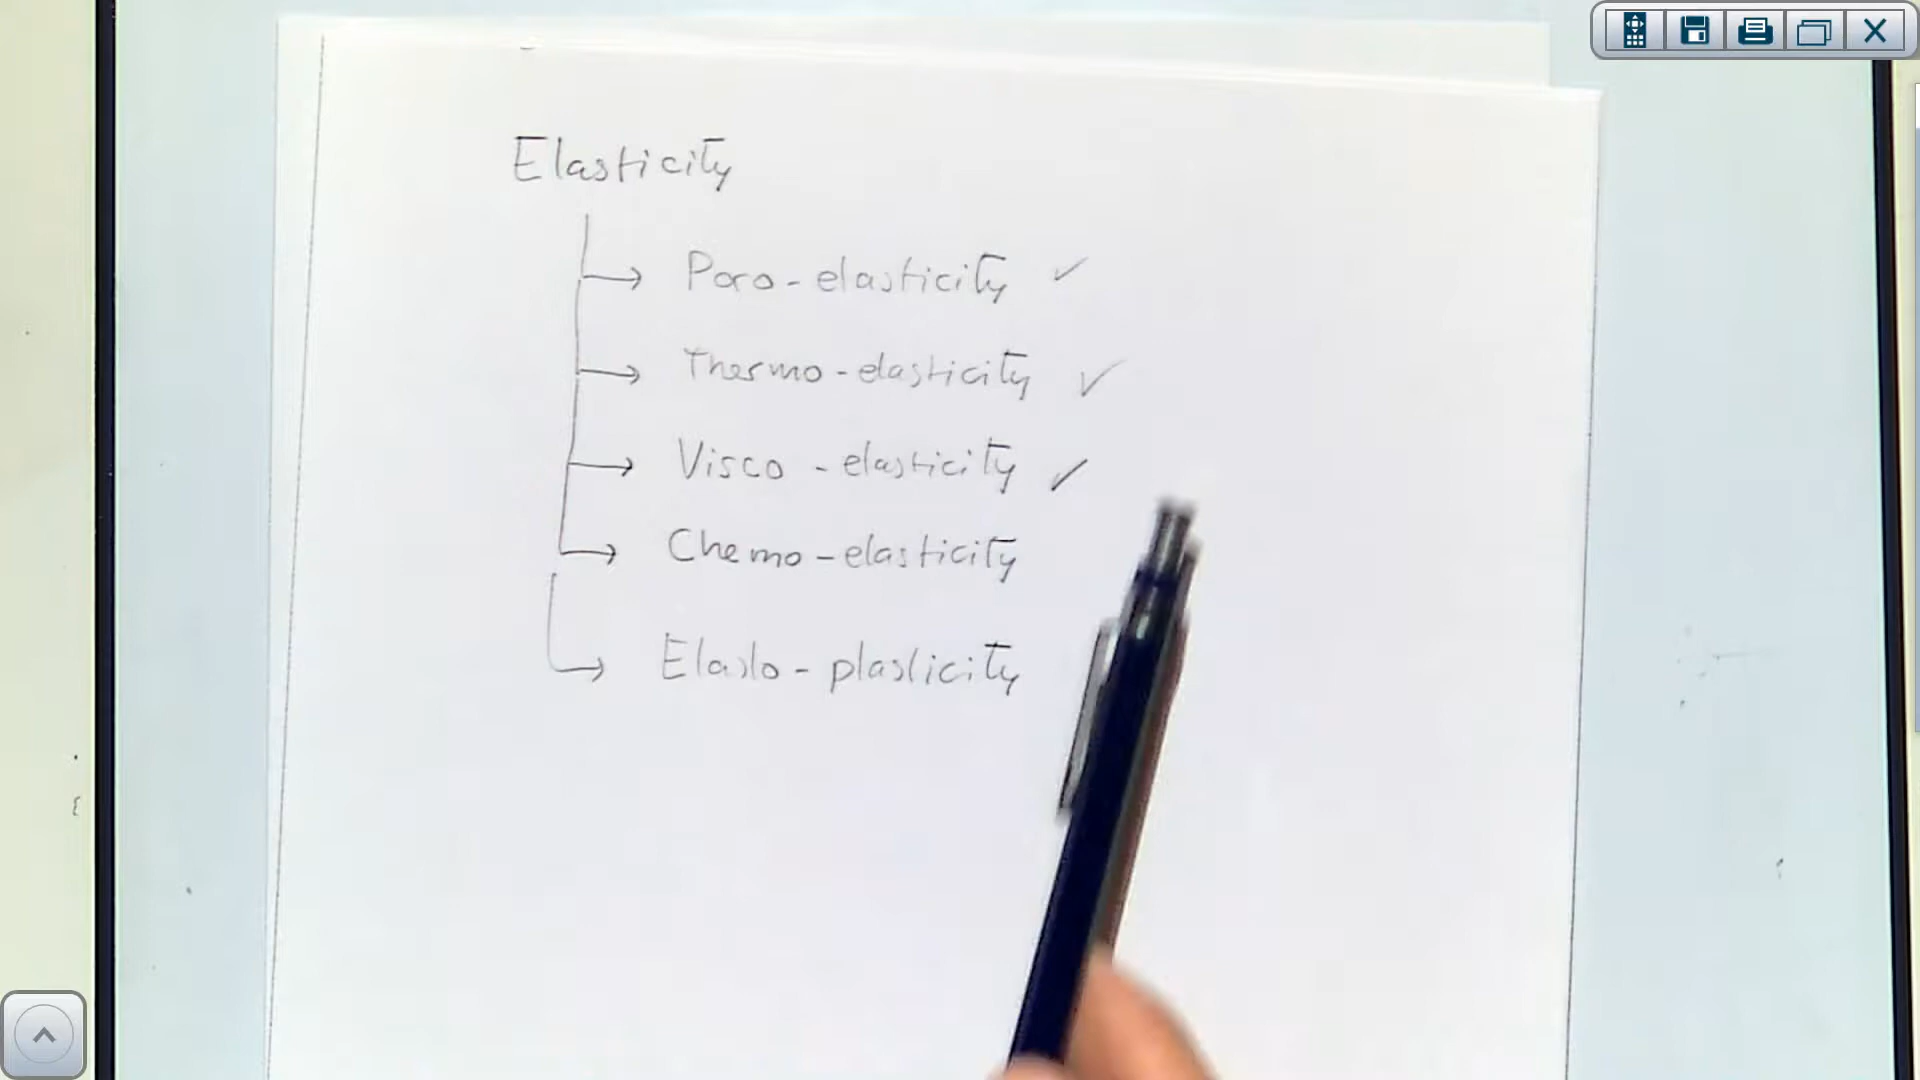 Elasticity
→ Poro-elasticity ✓
→ Thermo-elasticity ✓
→ Visco-elasticity ✓
→ Chemo-elasticity
→ Elasto-plasticity